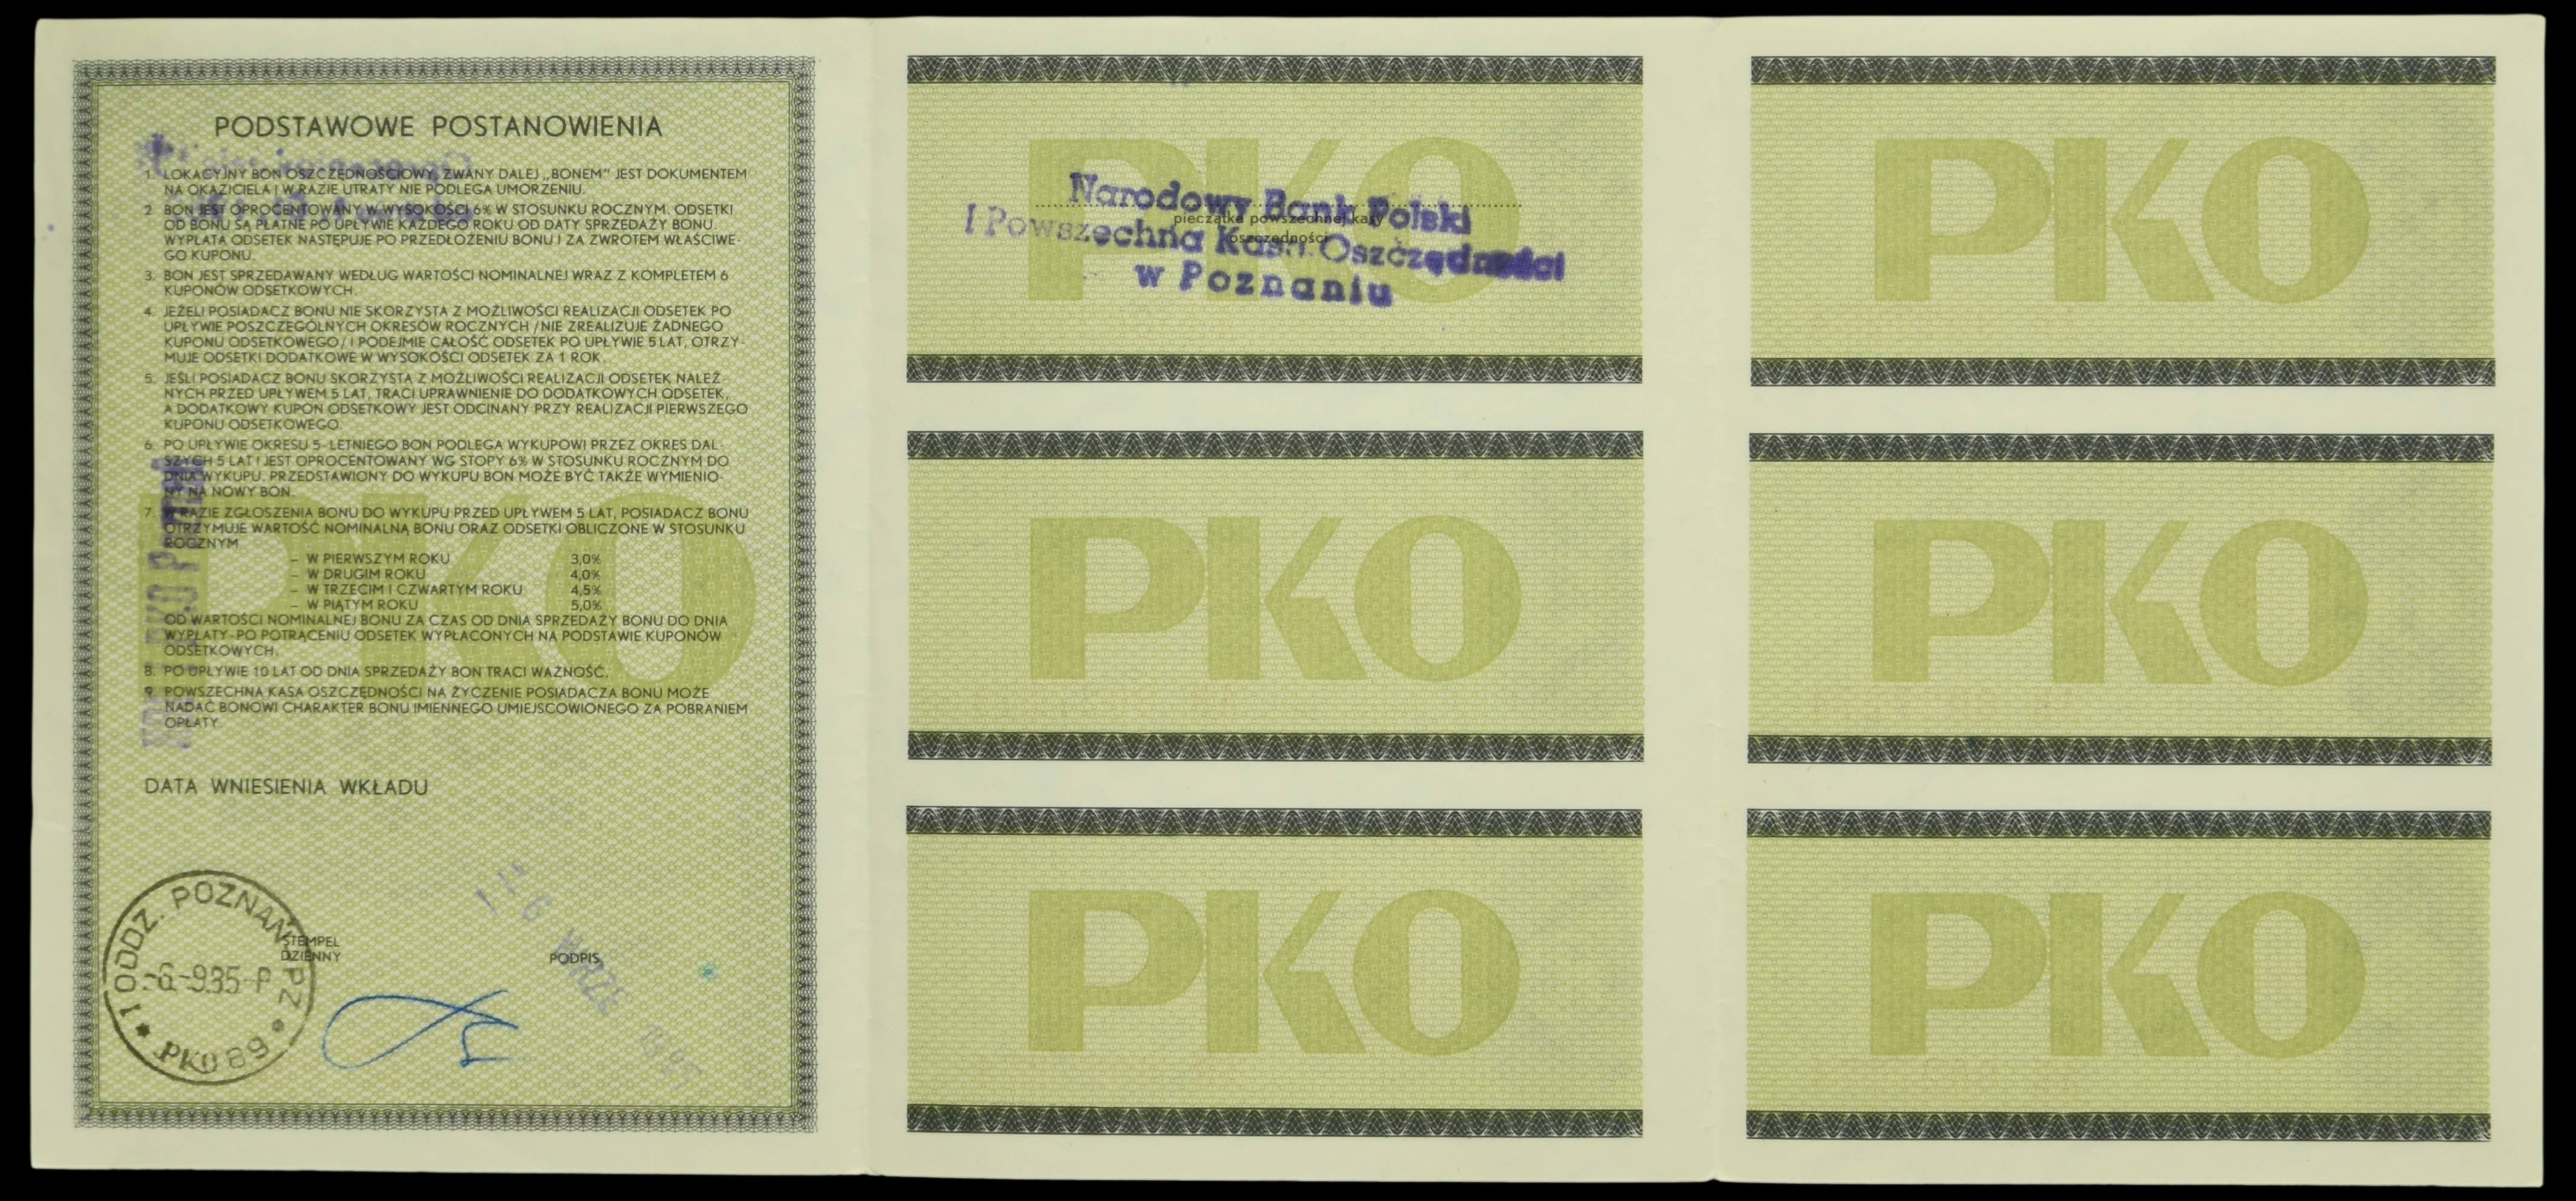 PODSTAWOWE POSTANOWIENIA
1. LOKACYJNY BON OSZCZĘDNOŚCIOWY, ZWANY DALEJ „BONEM" JEST DOKUMENTEM
NA OKAZICIELA I W RAZIE UTRATY NIE PODLEGA UMORZENIU.
2. BON JEST OPROCENTOWANY W WYSOKOŚCI 6% W STOSUNKU ROCZNYM. ODSETKI
OD BONU SĄ PŁATNE PO UPŁYWIE KAŻDEGO ROKU OD DATY SPRZEDAŻY BONU.
WYPŁATA ODSETEK NASTĘPUJE PO PRZEDŁOŻENIU BONU I ZA ZWROTEM WŁAŚCIWE-
GO KUPONU.
3. BON JEST SPRZEDAWANY WEDŁUG WARTOŚCI NOMINALNEJ WRAZ Z KOMPLETEM 6
KUPONÓW ODSETKOWYCH.
4. JEŻELI POSIADACZ BONU NIE SKORZYSTA Z MOŻLIWOŚCI REALIZACJI ODSETEK PO
UPŁYWIE POSZCZEGÓLNYCH OKRESÓW ROCZNYCH /NIE ZREALIZUJE ŻADNEGO
KUPONU ODSETKOWEGO/ I PODEJMIE CAŁOŚĆ ODSETEK PO UPŁYWIE 5 LAT, OTRZY-
MUJE ODSETKI DODATKOWE W WYSOKOŚCI ODSETEK ZA 1 ROK.
5. JEŚLI POSIADACZ BONU SKORZYSTA Z MOŻLIWOŚCI REALIZACJI ODSETEK NALEŻ-
NYCH PRZED UPŁYWEM 5 LAT, TRACI UPRAWNIENIE DO DODATKOWYCH ODSETEK,
A DODATKOWY KUPON ODSETKOWY JEST ODCINANY PRZY REALIZACJI PIERWSZEGO
KUPONU ODSETKOWEGO.
6. PO UPŁYWIE OKRESU 5-LETNIEGO BON PODLEGA WYKUPOWI PRZEZ OKRES DAL-
SZYCH 5 LAT I JEST OPROCENTOWANY WG STOPY 6% W STOSUNKU ROCZNYM DO
DNIA WYKUPU. PRZEDSTAWIONY DO WYKUPU BON MOŻE BYĆ TAKŻE WYMIENIO-
NY NA NOWY BON.
7. W RAZIE ZGŁOSZENIA BONU DO WYKUPU PRZED UPŁYWEM 5 LAT, POSIADACZ BONU
OTRZYMUJE WARTOŚĆ NOMINALNĄ BONU ORAZ ODSETKI OBLICZONE W STOSUNKU
ROCZNYM
– W PIERWSZYM ROKU 3,0%
– W DRUGIM ROKU 4,0%
– W TRZECIM I CZWARTYM ROKU 4,5%
– W PIĄTYM ROKU 5,0%
OD WARTOŚCI NOMINALNEJ BONU ZA CZAS OD DNIA SPRZEDAŻY BONU DO DNIA
WYPŁATY-PO POTRĄCENIU ODSETEK WYPŁACONYCH NA PODSTAWIE KUPONÓW
ODSETKOWYCH.
8. PO UPŁYWIE 10 LAT OD DNIA SPRZEDAŻY BON TRACI WAŻNOŚĆ.
9. POWSZECHNA KASA OSZCZĘDNOŚCI NA ŻYCZENIE POSIADACZA BONU MOŻE
NADAĆ BONOWI CHARAKTER BONU IMIENNEGO UMIEJSCOWIONEGO ZA POBRANIEM
OPŁATY.
PKO
DATA WNIESIENIA WKŁADU
I ODDZ. POZNAŃ PZ
-6-985-P
* PKO 89 *
STEMPEL
DZIENNY
PODPIS
WRZE
PKO
Narodowy Bank Polski
pieczątka powszechnej kasy
oszczędności
I Powszechna Kasa Oszczędności
w Poznaniu
PKO
PKO
PKO
PKO
PKO